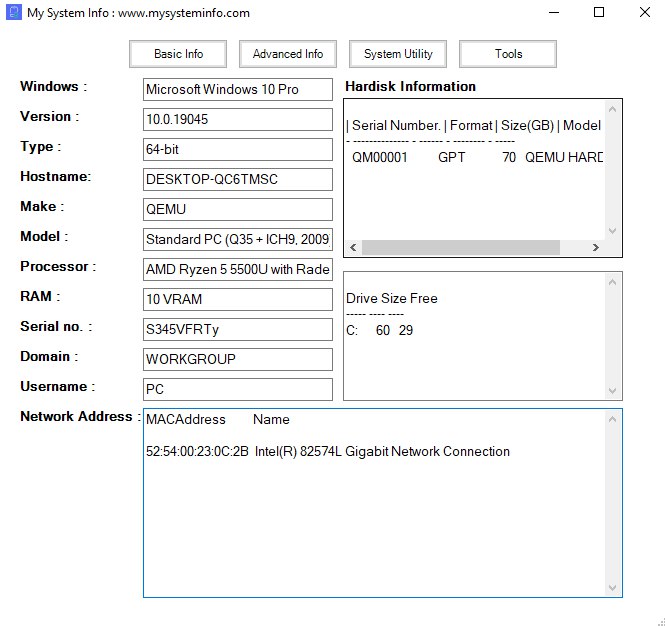 My System Info : www.mysysteminfo.com
Basic Info Advanced Info System Utility Tools
Windows : Microsoft Windows 10 Pro
Version : 10.0.19045
Type : 64-bit
Hostname: DESKTOP-QC6TMSC
Make : QEMU
Model : Standard PC (Q35 + ICH9, 2009
Processor : AMD Ryzen 5 5500U with Rade
RAM : 10 VRAM
Serial no. : S345VFRTy
Domain : WORKGROUP
Username : PC
Hardisk Information
| Serial Number. | Format | Size(GB) | Model
- -------------- - ------ - -------- - -----
QM00001 GPT 70 QEMU HARD
Drive Size Free
----- ---- ----
C: 60 29
Network Address :
MACAddress Name
52:54:00:23:0C:2B Intel(R) 82574L Gigabit Network Connection